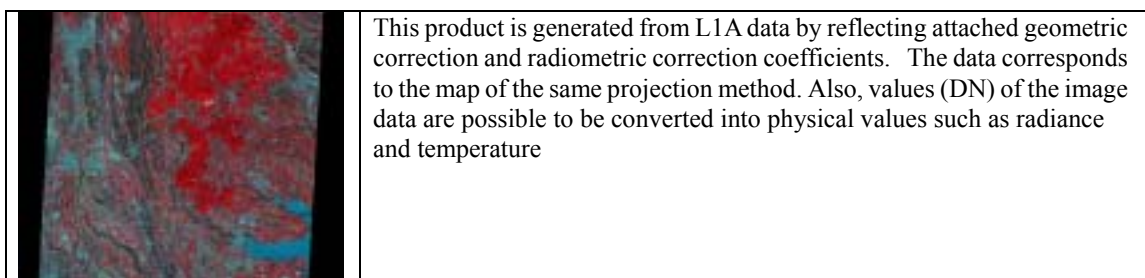 This product is generated from L1A data by reflecting attached geometric
correction and radiometric correction coefficients.   The data corresponds
to the map of the same projection method. Also, values (DN) of the image
data are possible to be converted into physical values such as radiance
and temperature